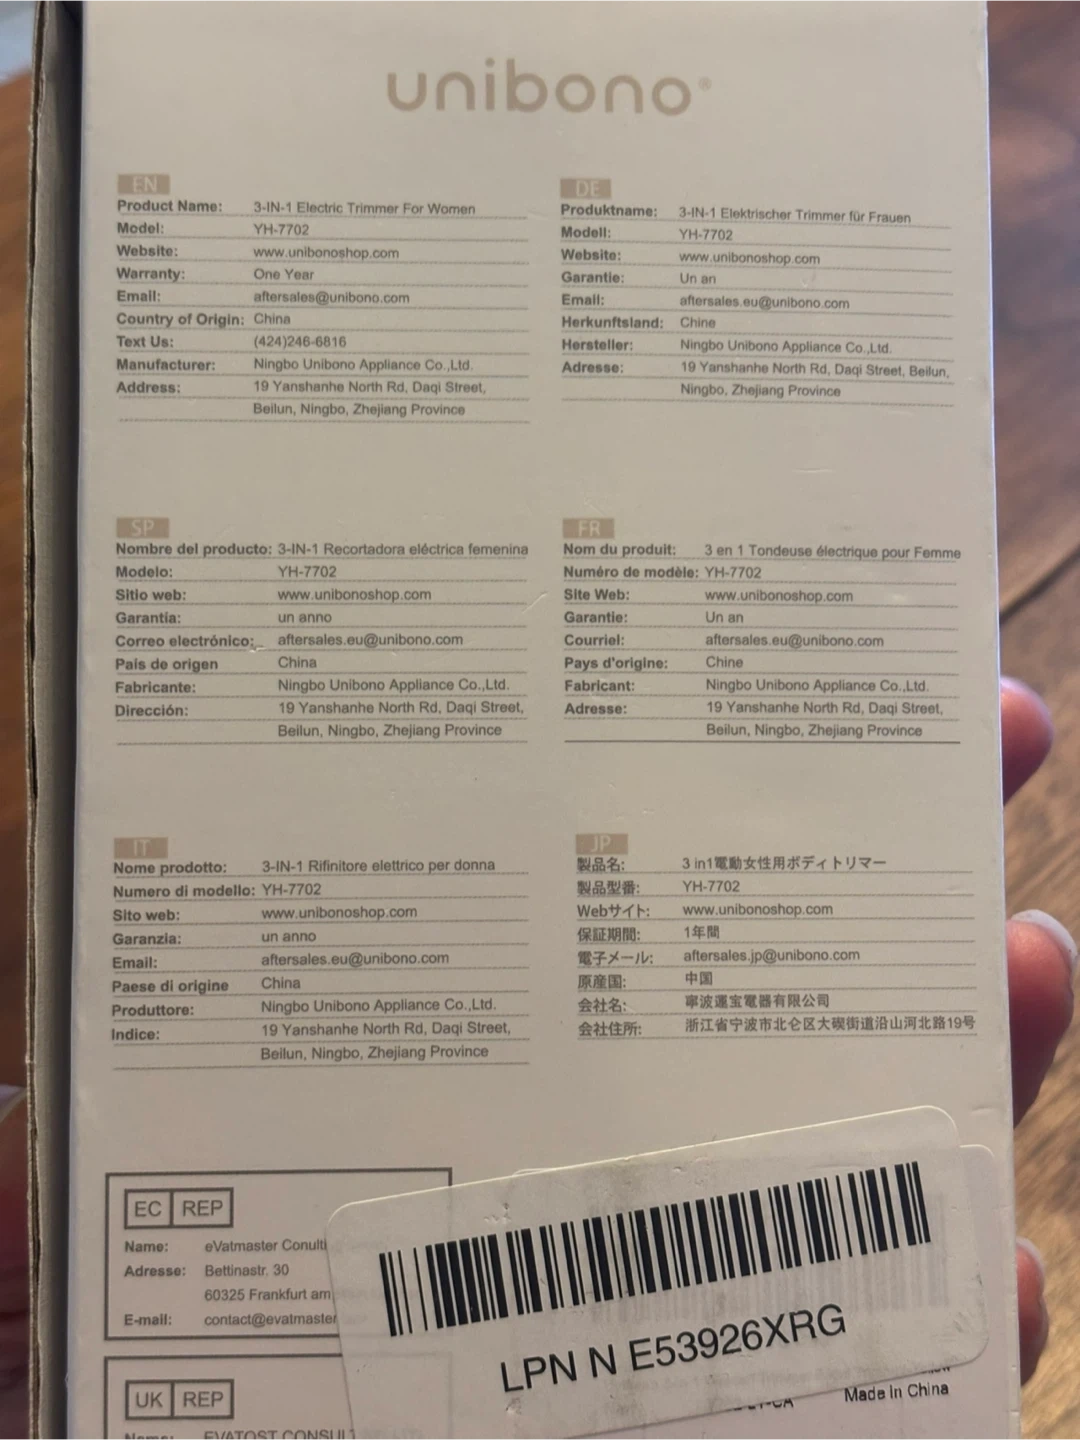 unibono®
EN
Product Name: 3-IN-1 Electric Trimmer For Women
Model: YH-7702
Website: www.unibonoshop.com
Warranty: One Year
Email: aftersales@unibono.com
Country of Origin: China
Text Us: (424)246-6816
Manufacturer: Ningbo Unibono Appliance Co.,Ltd.
Address: 19 Yanshanhe North Rd, Daqi Street,
Beilun, Ningbo, Zhejiang Province
DE
Produktname: 3-IN-1 Elektrischer Trimmer für Frauen
Modell: YH-7702
Website: www.unibonoshop.com
Garantie: Un an
Email: aftersales.eu@unibono.com
Herkunftsland: Chine
Hersteller: Ningbo Unibono Appliance Co.,Ltd.
Adresse: 19 Yanshanhe North Rd, Daqi Street, Beilun,
Ningbo, Zhejiang Province
SP
Nombre del producto: 3-IN-1 Recortadora eléctrica femenina
Modelo: YH-7702
Sitio web: www.unibonoshop.com
Garantía: un anno
Correo electrónico: aftersales.eu@unibono.com
Pais de origen China
Fabricante: Ningbo Unibono Appliance Co.,Ltd.
Dirección: 19 Yanshanhe North Rd, Daqi Street,
Beilun, Ningbo, Zhejiang Province
FR
Nom du produit: 3 en 1 Tondeuse électrique pour Femme
Numéro de modèle: YH-7702
Site Web: www.unibonoshop.com
Garantie: Un an
Courriel: aftersales.eu@unibono.com
Pays d'origine: Chine
Fabricant: Ningbo Unibono Appliance Co.,Ltd.
Adresse: 19 Yanshanhe North Rd, Daqi Street,
Beilun, Ningbo, Zhejiang Province
IT
Nome prodotto: 3-IN-1 Rifinitore elettrico per donna
Numero di modello: YH-7702
Sito web: www.unibonoshop.com
Garanzia: un anno
Email: aftersales.eu@unibono.com
Paese di origine China
Produttore: Ningbo Unibono Appliance Co.,Ltd.
Indice: 19 Yanshanhe North Rd, Daqi Street,
Beilun, Ningbo, Zhejiang Province
JP
製品名: 3 in1電動女性用ボディトリマー
製品型番: YH-7702
Webサイト: www.unibonoshop.com
保証期間: 1年間
電子メール: aftersales.jp@unibono.com
原産国: 中国
会社名: 寧波運宝電器有限公司
会社住所: 浙江省宁波市北仑区大碶街道沿山河北路19号
EC REP
Name: eVatmaster Conulti
Adresse: Bettinastr. 30
60325 Frankfurt am
E-mail: contact@evatmaster
UK REP
EVATOST CONSULT
LPN N E53926XRG
Made in China